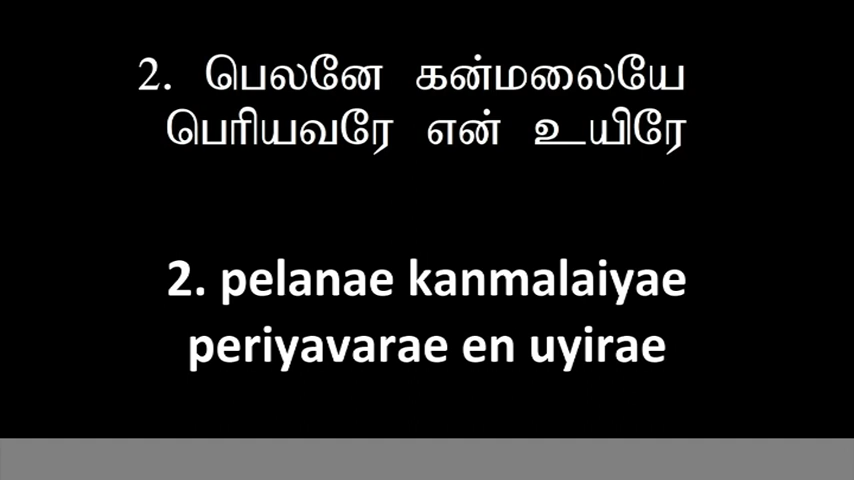 2. பெலனே கன்மலையே
பெரியவரே என் உயிரே
2. pelanae kanmalaiyae
periyavarae en uyirae